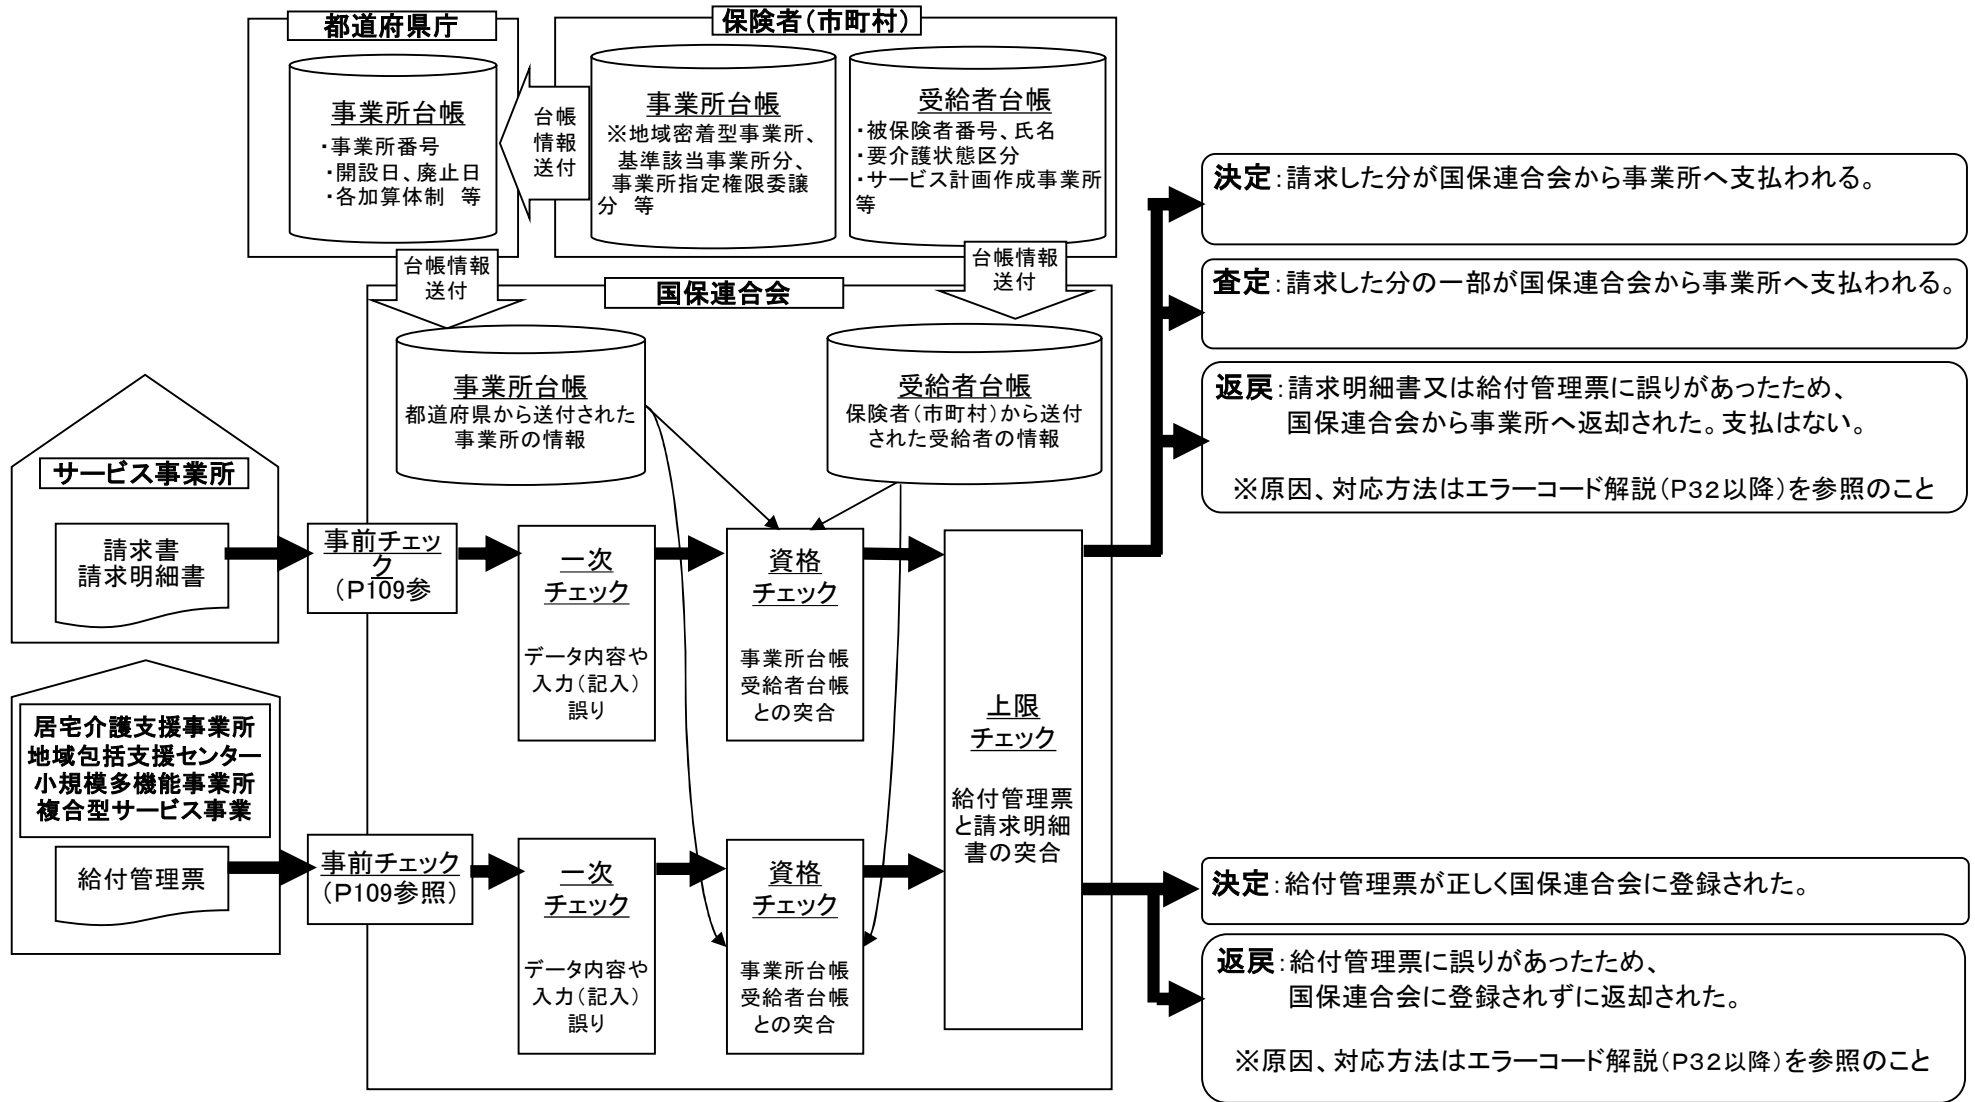 都道府県庁
事業所台帳
・事業所番号
・開設日、廃止日
・各加算体制　等
台帳
情報
送付
保険者（市町村）
事業所台帳
※地域密着型事業所、
基準該当事業所分、
事業所指定権限委譲
分　等
受給者台帳
・被保険者番号、氏名
・要介護状態区分
・サービス計画作成事業所
等
台帳情報
送付
台帳情報
送付
国保連合会
事業所台帳
都道府県から送付された
事業所の情報
受給者台帳
保険者（市町村）から送付
された受給者の情報
サービス事業所
請求書
請求明細書
事前チェッ
ク
（P109参
一次
チェック
データ内容や
入力（記入）
誤り
資格
チェック
事業所台帳
受給者台帳
との突合
居宅介護支援事業所
地域包括支援センター
小規模多機能事業所
複合型サービス事業
給付管理票
事前チェック
（P109参照）
一次
チェック
データ内容や
入力（記入）
誤り
資格
チェック
事業所台帳
受給者台帳
との突合
上限
チェック
給付管理票
と請求明細
書の突合
決定：請求した分が国保連合会から事業所へ支払われる。
査定：請求した分の一部が国保連合会から事業所へ支払われる。
返戻：請求明細書又は給付管理票に誤りがあったため、
国保連合会から事業所へ返却された。支払はない。
※原因、対応方法はエラーコード解説（P３２以降）を参照のこと
決定：給付管理票が正しく国保連合会に登録された。
返戻：給付管理票に誤りがあったため、
国保連合会に登録されずに返却された。
※原因、対応方法はエラーコード解説（P３２以降）を参照のこと